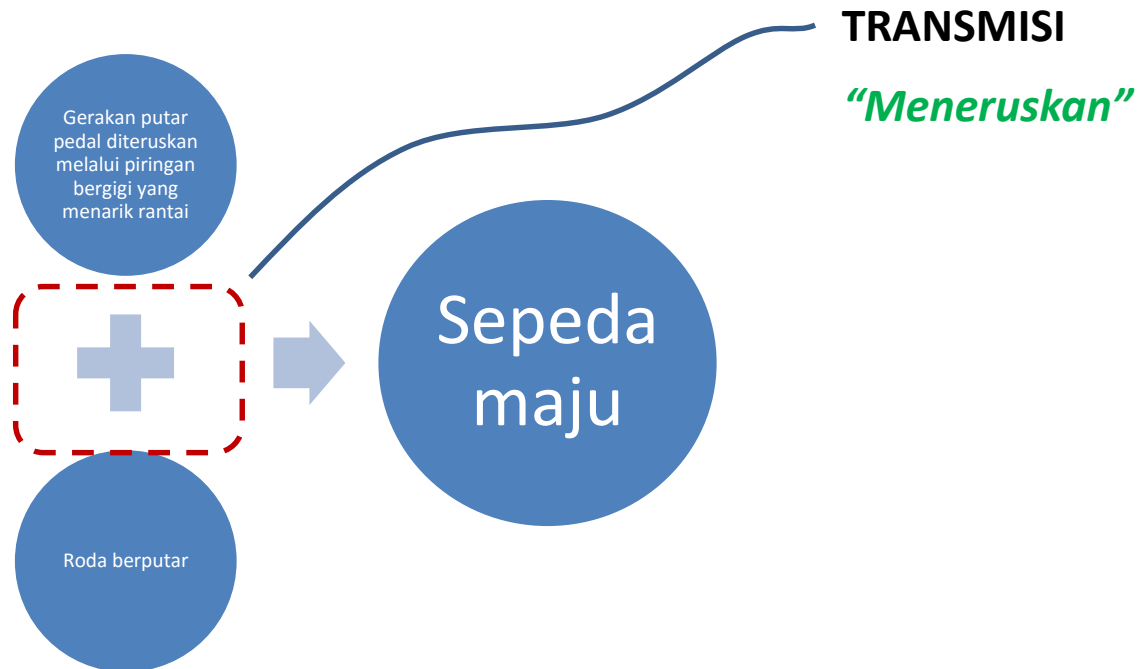 TRANSMISI
“Meneruskan”
Gerakan putar
pedal diteruskan
melalui piringan
bergigi yang
menarik rantai
Sepeda
maju
Roda berputar